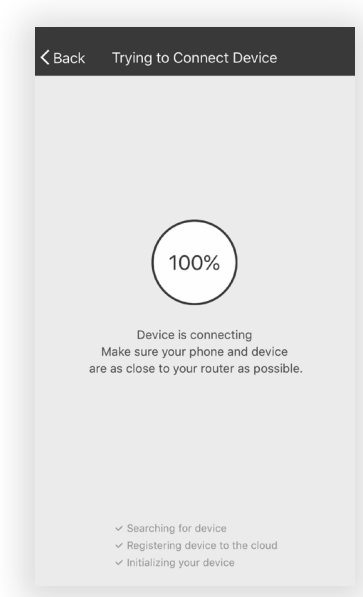 Back Trying to Connect Device
100%
Device is connecting
Make sure your phone and device
are as close to your router as possible.
Searching for device
Registering device to the cloud
Initializing your device